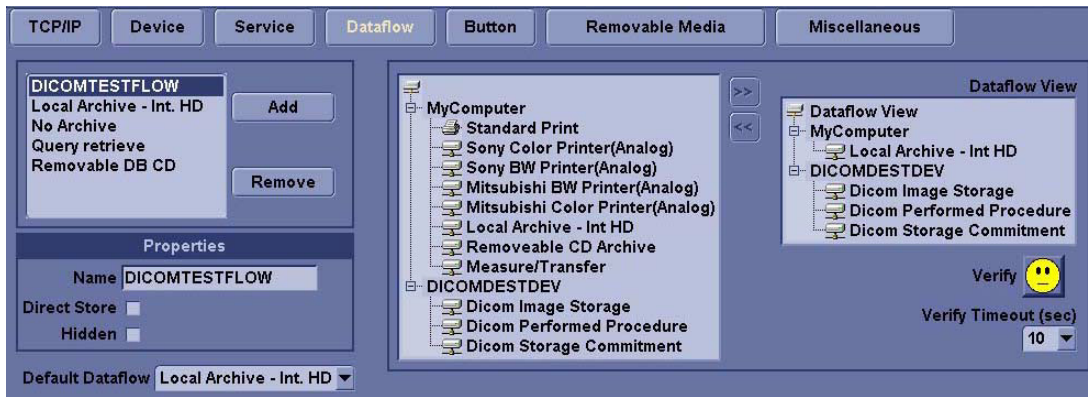 TCP/IP
Device
Service
Dataflow
Button
Removable Media
Miscellaneous
DICOMTESTFLOW
Local Archive - Int. HD
No Archive
Query retrieve
Removable DB CD
Add
Remove
Properties
Name DICOMTESTFLOW
Direct Store
Hidden
Default Dataflow Local Archive - Int. HD
MyComputer
Standard Print
Sony Color Printer(Analog)
Sony BW Printer(Analog)
Mitsubishi BW Printer(Analog)
Mitsubishi Color Printer(Analog)
Local Archive - Int HD
Removeable CD Archive
Measure/Transfer
DICOMDESTDEV
Dicom Image Storage
Dicom Performed Procedure
Dicom Storage Commitment
>>
<<
Dataflow View
Dataflow View
MyComputer
Local Archive - Int HD
DICOMDESTDEV
Dicom Image Storage
Dicom Performed Procedure
Dicom Storage Commitment
Verify
Verify Timeout (sec)
10